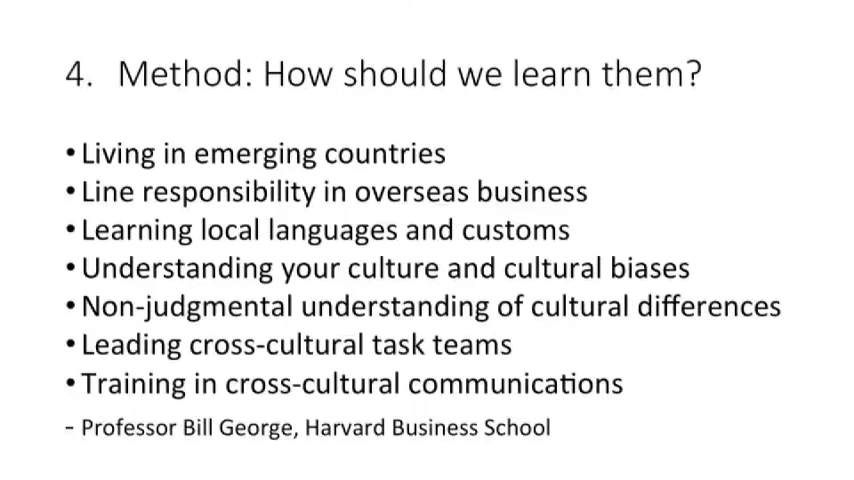 4. Method: How should we learn them?
• Living in emerging countries
• Line responsibility in overseas business
• Learning local languages and customs
• Understanding your culture and cultural biases
• Non-judgmental understanding of cultural differences
• Leading cross-cultural task teams
• Training in cross-cultural communications
- Professor Bill George, Harvard Business School